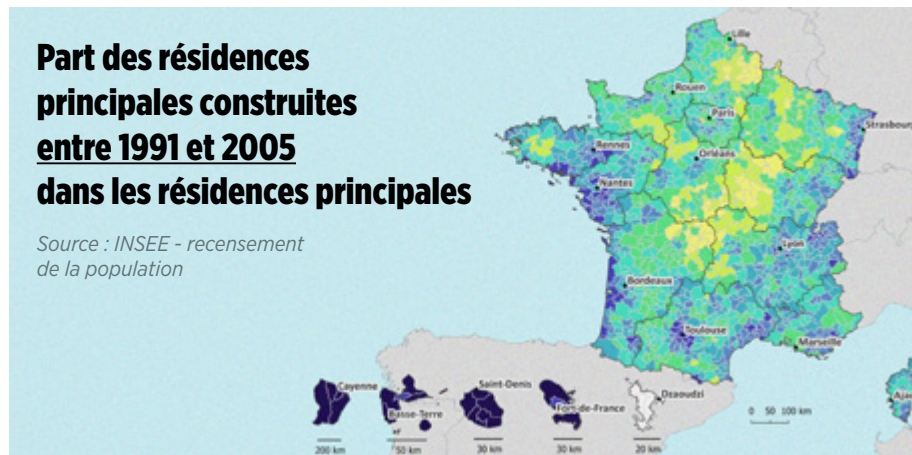 Part des résidences
principales construites
entre 1991 et 2005
dans les résidences principales
Source : INSEE - recensement
de la population
Lille
Rouen
Paris
Strasbourg
Rennes
Orléans
Nantes
Lyon
Bordeaux
Toulouse
Marseille
Cayenne
Saint-Denis
Dzaoudzi
Basse-Terre
Fort-de-France
0 50 100 km
200 km
50 km
30 km
30 km
20 km